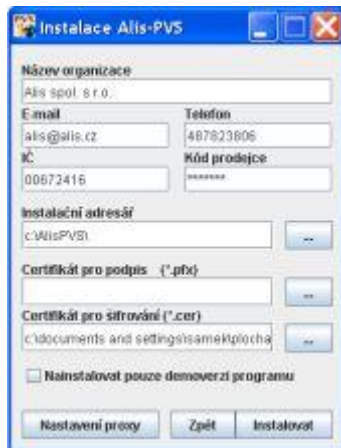 Instalace Alis-PVS
Název organizace
Alis spol. s r.o.
E-mail Telefon
alis@alis.cz 487823806
IČ Kód prodejce
00672416 *******
Instalační adresář
c:\AlisPVS\
...
Certifikát pro podpis (*.pfx)
...
Certifikát pro šifrování (*.cer)
c:\documents and settings\samek\plocha
...
Nainstalovat pouze demoverzi programu
Nastavení proxy Zpět Instalovat